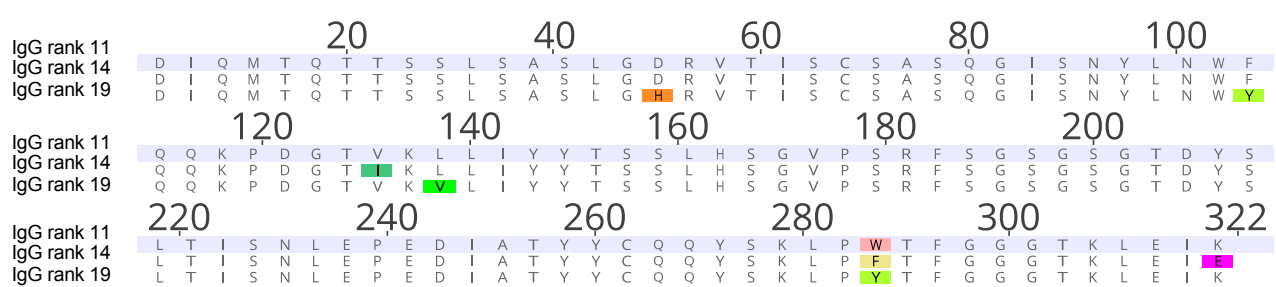 20 40 60 80 100
IgG rank 11 D I Q M T Q T T S S L S A S L G D R V T I S C S A S Q G I S N Y L N W F
IgG rank 14 D I Q M T Q T T S S L S A S L G D R V T I S C S A S Q G I S N Y L N W F
IgG rank 19 D I Q M T Q T T S S L S A S L G H R V T I S C S A S Q G I S N Y L N W Y
120 140 160 180 200
IgG rank 11 Q Q K P D G T V K L L I Y Y T S S L H S G V P S R F S G S G S G T D Y S
IgG rank 14 Q Q K P D G T I K L L I Y Y T S S L H S G V P S R F S G S G S G T D Y S
IgG rank 19 Q Q K P D G T V K V L I Y Y T S S L H S G V P S R F S G S G S G T D Y S
220 240 260 280 300 322
IgG rank 11 L T I S N L E P E D I A T Y Y C Q Q Y S K L P W T F G G G T K L E I K
IgG rank 14 L T I S N L E P E D I A T Y Y C Q Q Y S K L P F T F G G G T K L E I E
IgG rank 19 L T I S N L E P E D I A T Y Y C Q Q Y S K L P Y T F G G G T K L E I K